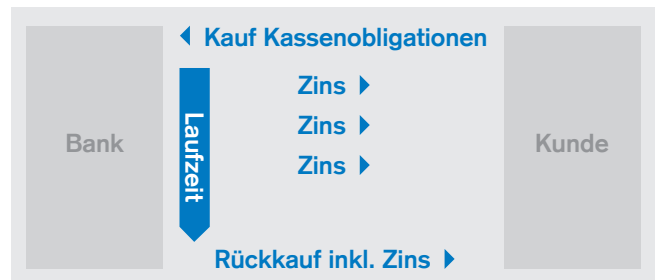 Kauf Kassenobligationen
Zins
Zins
Zins
Bank
Laufzeit
Kunde
Rückkauf inkl. Zins